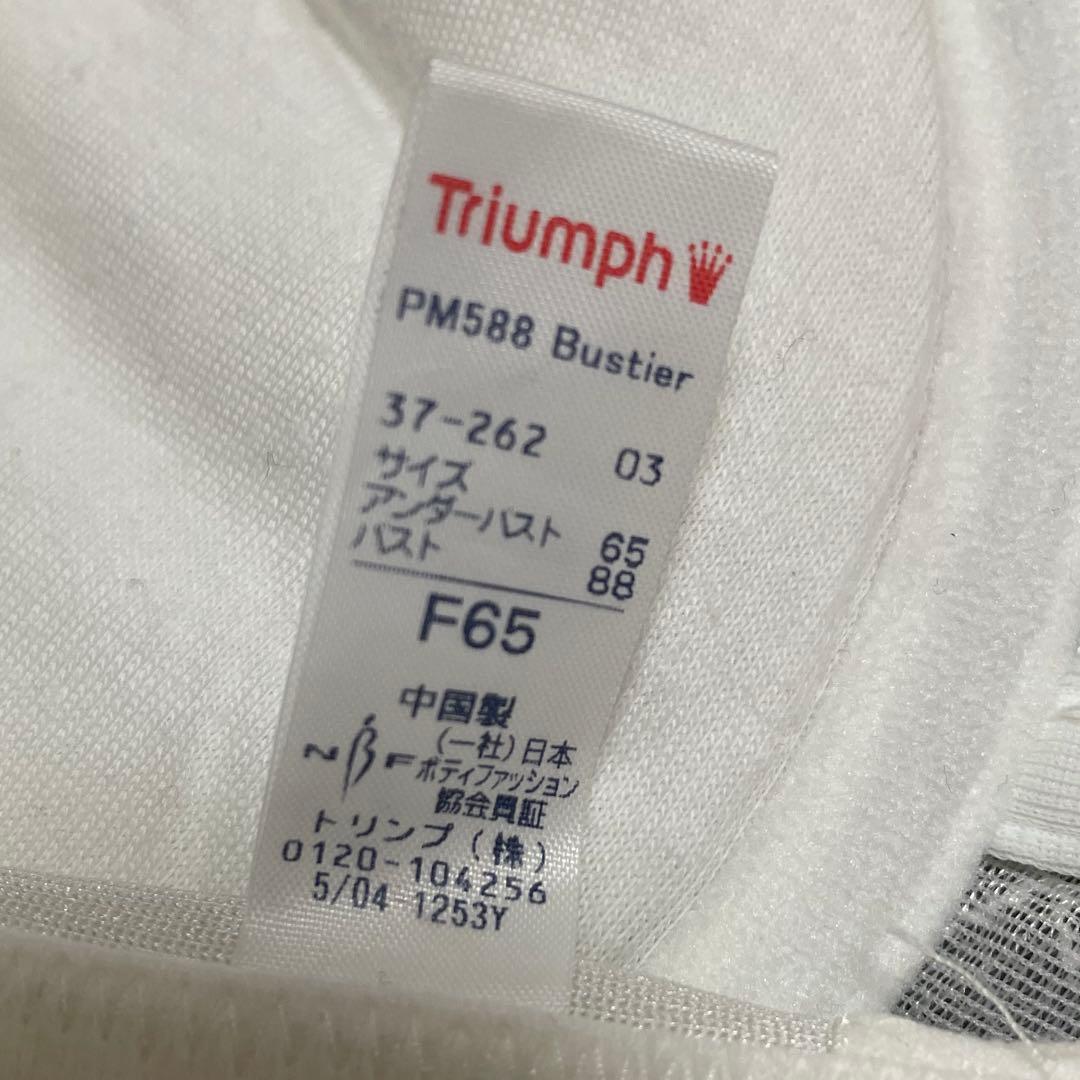 Triumph
PM588 Bustier
37-262 03
サイズ
アンダーバスト 65
バスト 88
F65
中国製
(一社)日本
NBF ボディファッション
協会員証
トリンプ(株)
0120-104256
5/04 1253Y